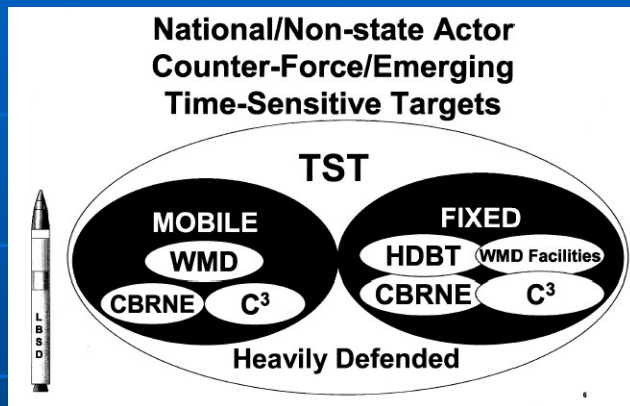 National/Non-state Actor
Counter-Force/Emerging
Time-Sensitive Targets
TST
MOBILE
WMD
CBRNE
C³
FIXED
HDBT
WMD Facilities
CBRNE
C³
Heavily Defended
L
B
S
D
6